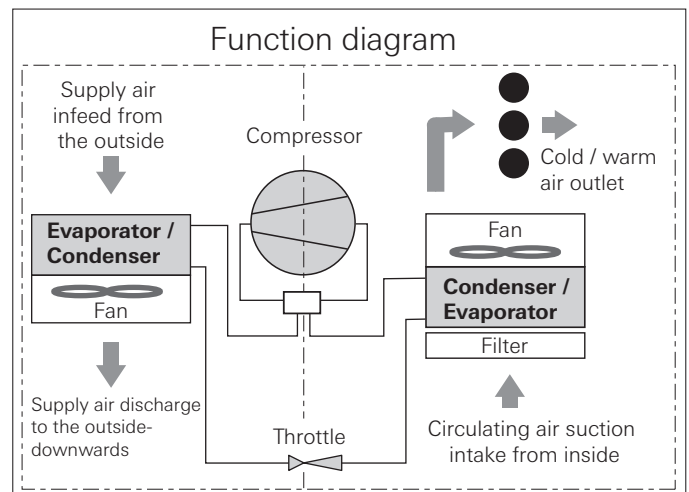 Function diagram
Supply air
infeed from
the outside
Compressor
Cold / warm
air outlet
Evaporator /
Condenser
Fan
Fan
Condenser /
Evaporator
Filter
Supply air discharge
to the outside-
downwards
Throttle
Circulating air suction
intake from inside